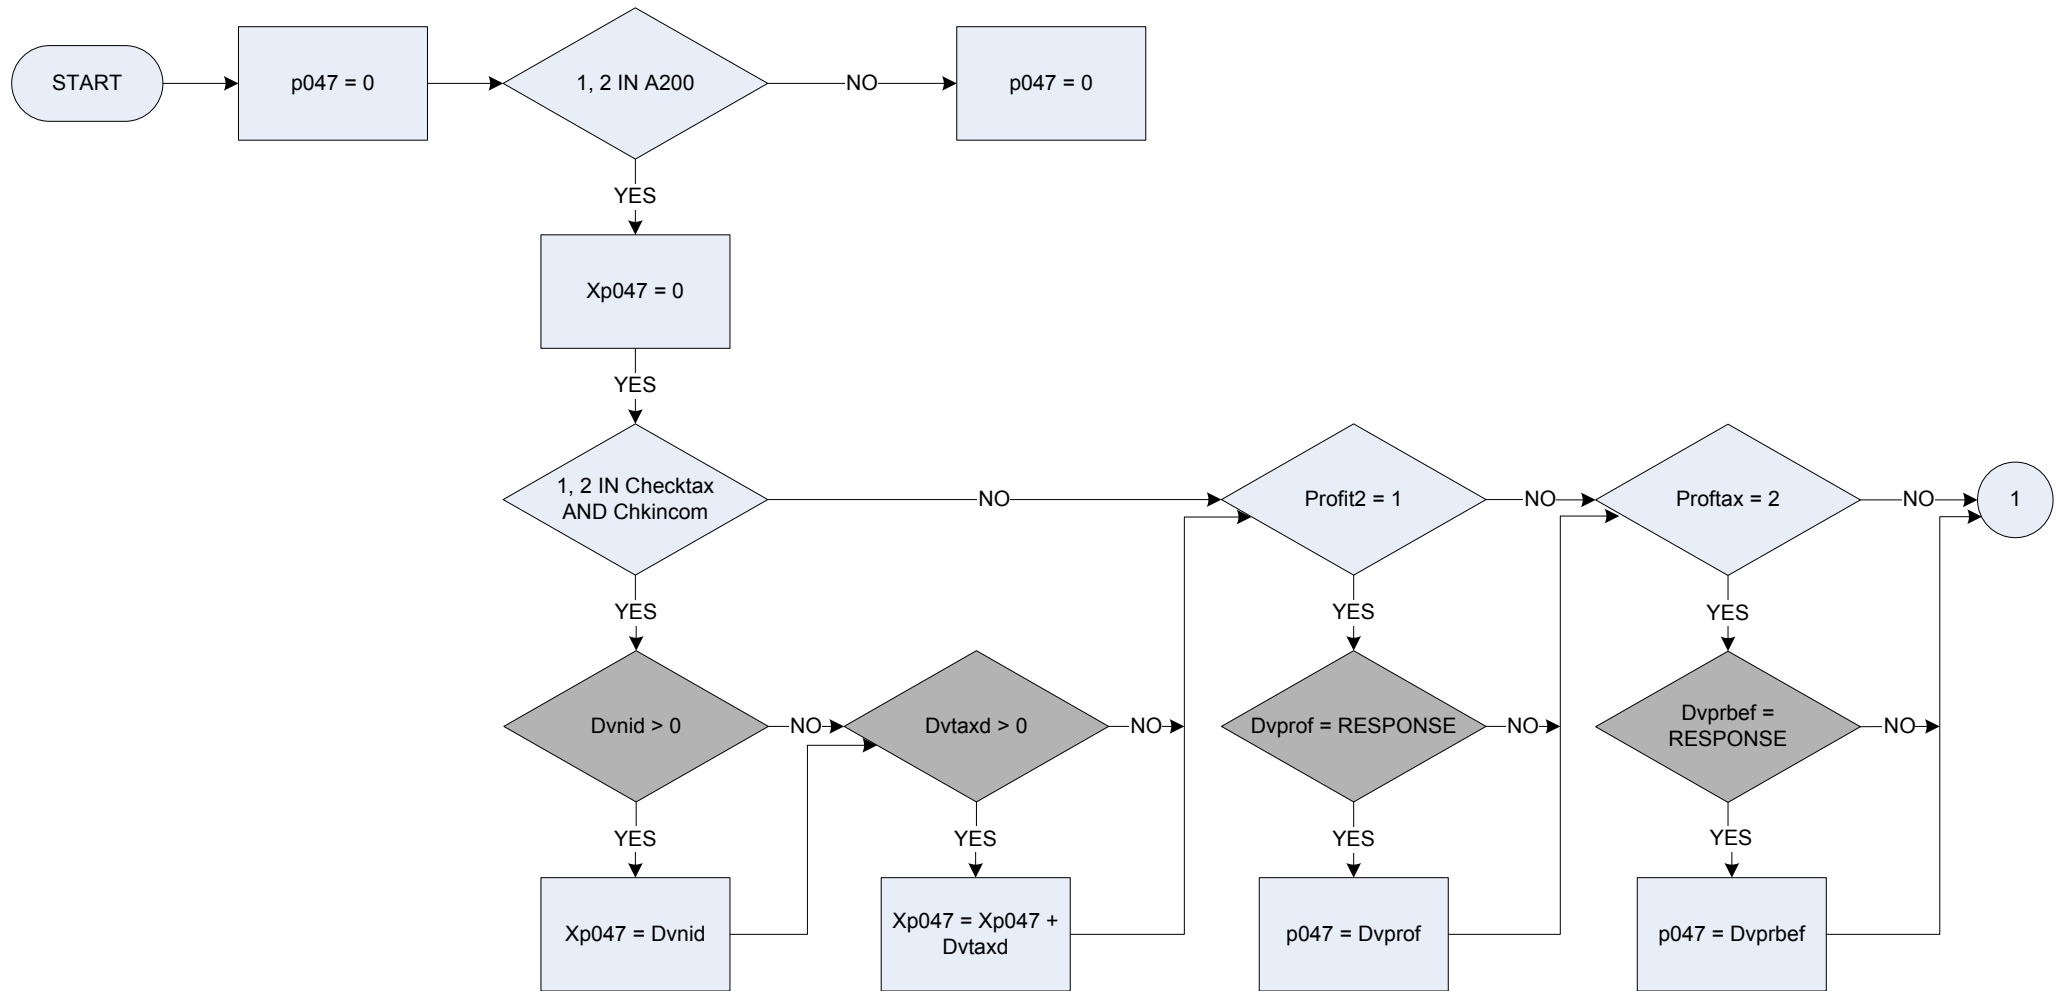 START
p047 = 0
1, 2 IN A200
NO
p047 = 0
YES
Xp047 = 0
YES
1, 2 IN Checktax
AND Chkincom
NO
Profit2 = 1
NO
Proftax = 2
NO
1
YES
YES
YES
Dvnid > 0
NO
Dvtaxd > 0
NO
Dvprof = RESPONSE
NO
Dvprbef =
RESPONSE
NO
YES
YES
YES
YES
Xp047 = Dvnid
Xp047 = Xp047 +
Dvtaxd
p047 = Dvprof
p047 = Dvprbef